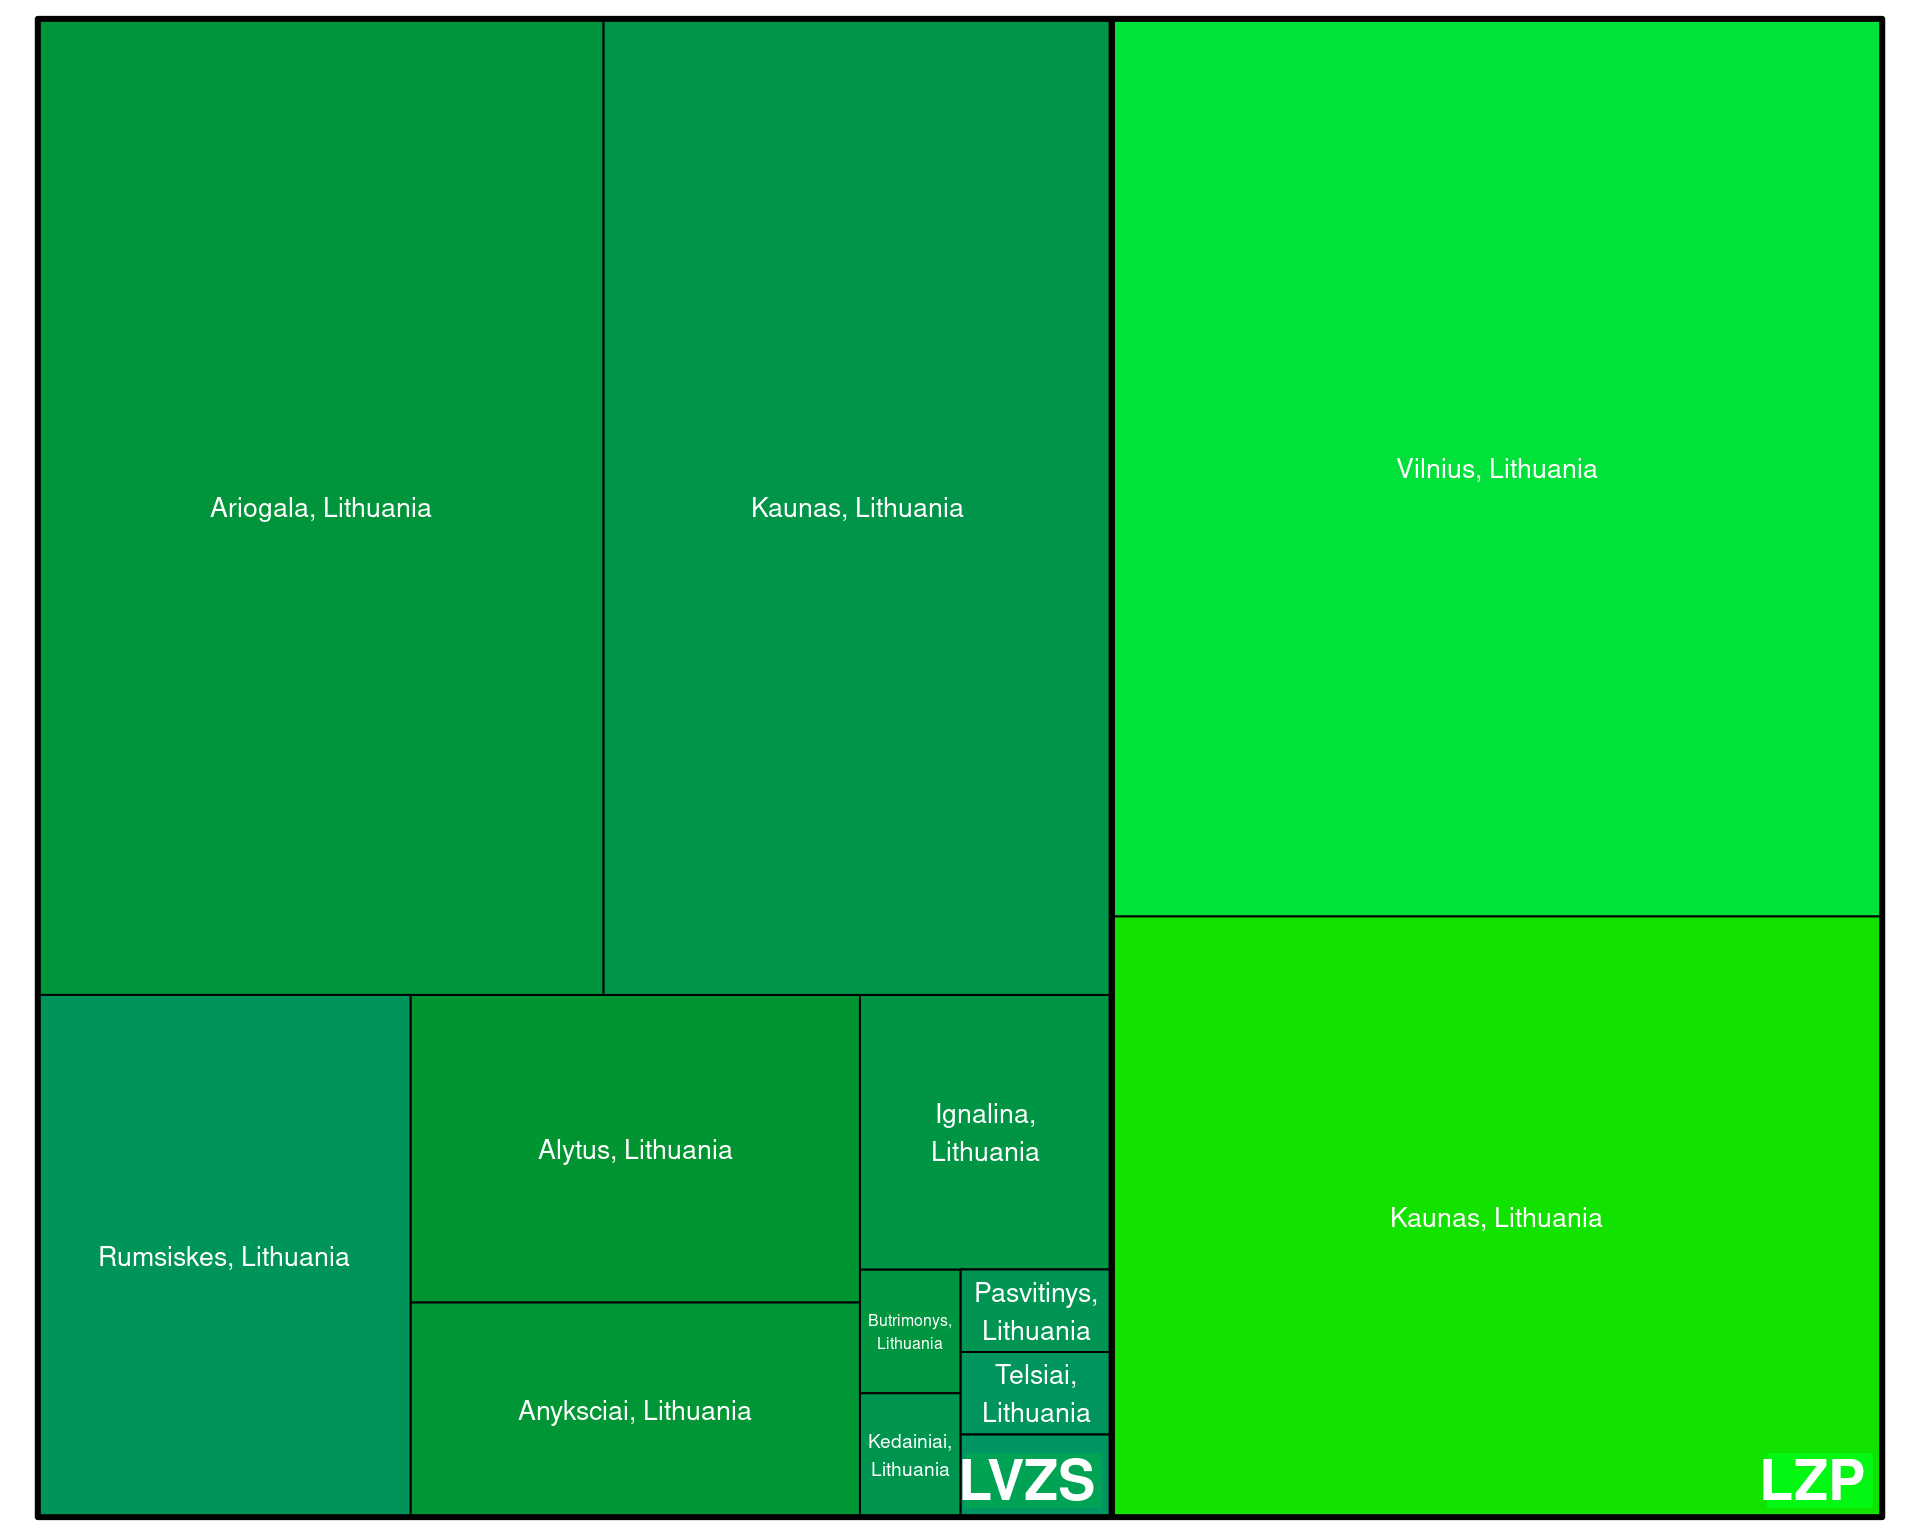 Ariogala, Lithuania
Kaunas, Lithuania
Vilnius, Lithuania
Rumsiskes, Lithuania
Alytus, Lithuania
Anyksciai, Lithuania
Ignalina,
Lithuania
Butrimonys,
Lithuania
Kedainiai,
Lithuania
Pasvitinys,
Lithuania
Telsiai,
Lithuania
LVZS
Kaunas, Lithuania
LZP